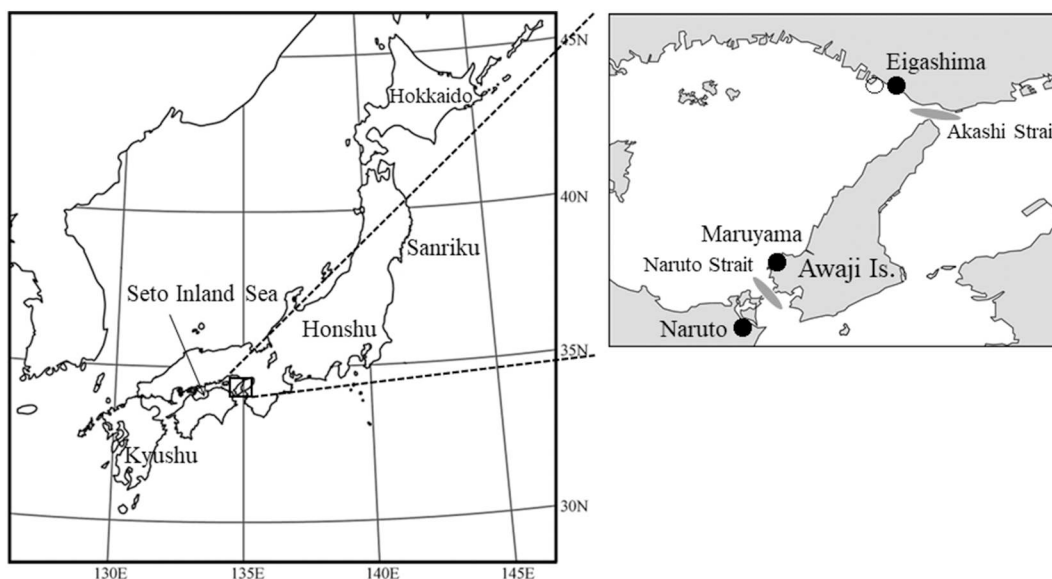 45N
Hokkaido
40N
Sanriku
Seto Inland Sea
Honshu
35N
Kyushu
30N
130E
135E
140E
145E
Eigashima
Akashi Strait
Maruyama
Naruto Strait
Awaji Is.
Naruto